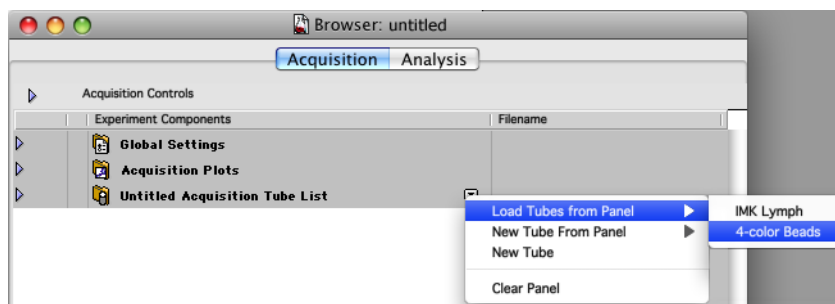 Browser: untitled
Acquisition Analysis
Acquisition Controls
Experiment Components Filename
Global Settings
Acquisition Plots
Untitled Acquisition Tube List
Load Tubes from Panel IMK Lymph
New Tube From Panel 4-color Beads
New Tube
Clear Panel